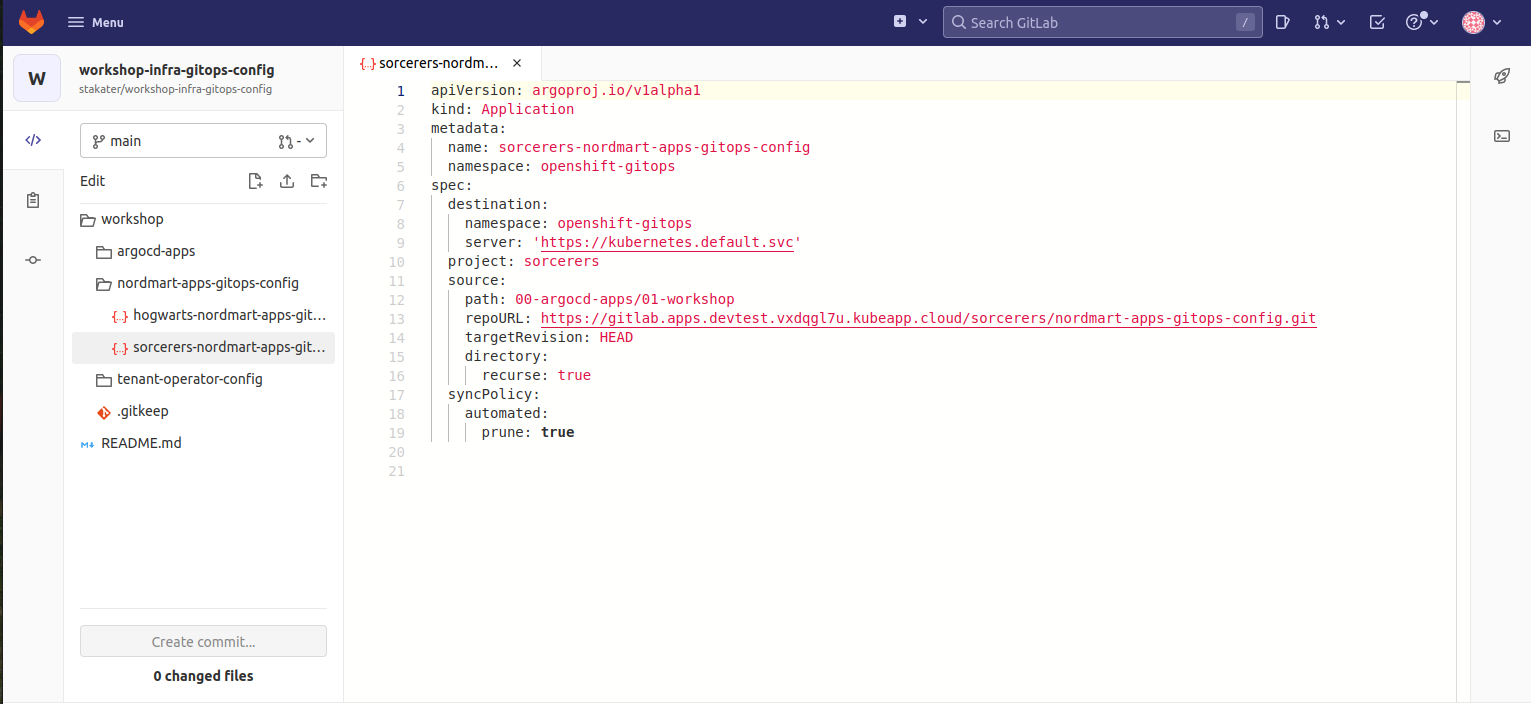 Menu
Search GitLab
/
W
workshop-infra-gitops-config
stakater/workshop-infra-gitops-config
main
-
Edit
workshop
argocd-apps
nordmart-apps-gitops-config
{..} hogwarts-nordmart-apps-git...
{..} sorcerers-nordmart-apps-git...
tenant-operator-config
.gitkeep
M↓ README.md
Create commit...
0 changed files
{..} sorcerers-nordm... ×
1 apiVersion: argoproj.io/v1alpha1
2 kind: Application
3 metadata:
4   name: sorcerers-nordmart-apps-gitops-config
5   namespace: openshift-gitops
6 spec:
7   destination:
8     namespace: openshift-gitops
9     server: 'https://kubernetes.default.svc'
10   project: sorcerers
11   source:
12     path: 00-argocd-apps/01-workshop
13     repoURL: https://gitlab.apps.devtest.vxdqgl7u.kubeapp.cloud/sorcerers/nordmart-apps-gitops-config.git
14     targetRevision: HEAD
15     directory:
16       recurse: true
17   syncPolicy:
18     automated:
19       prune: true
20
21